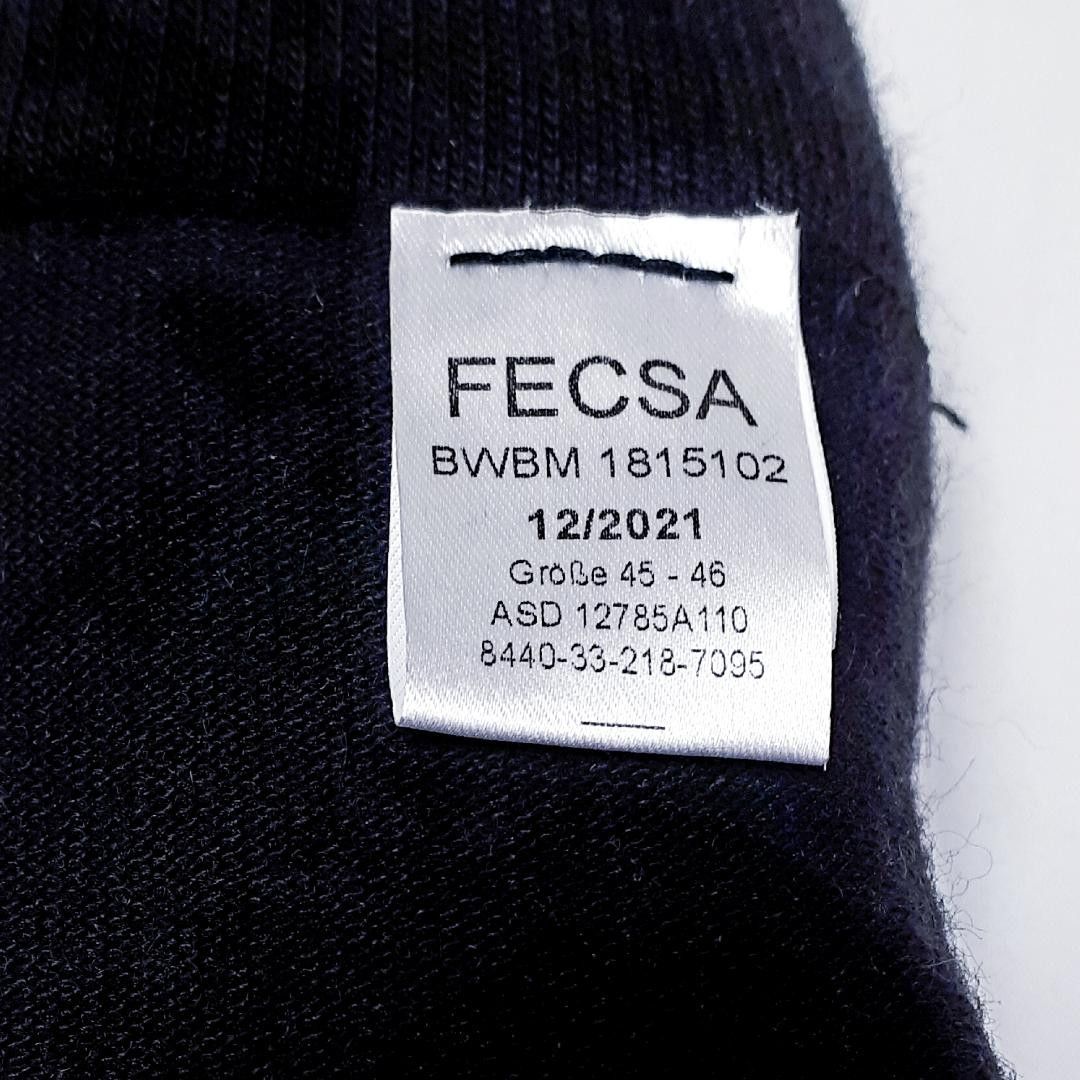 FECSA
BWBM 1815102
12/2021
Größe 45 - 46
ASD 12785A110
8440-33-218-7095